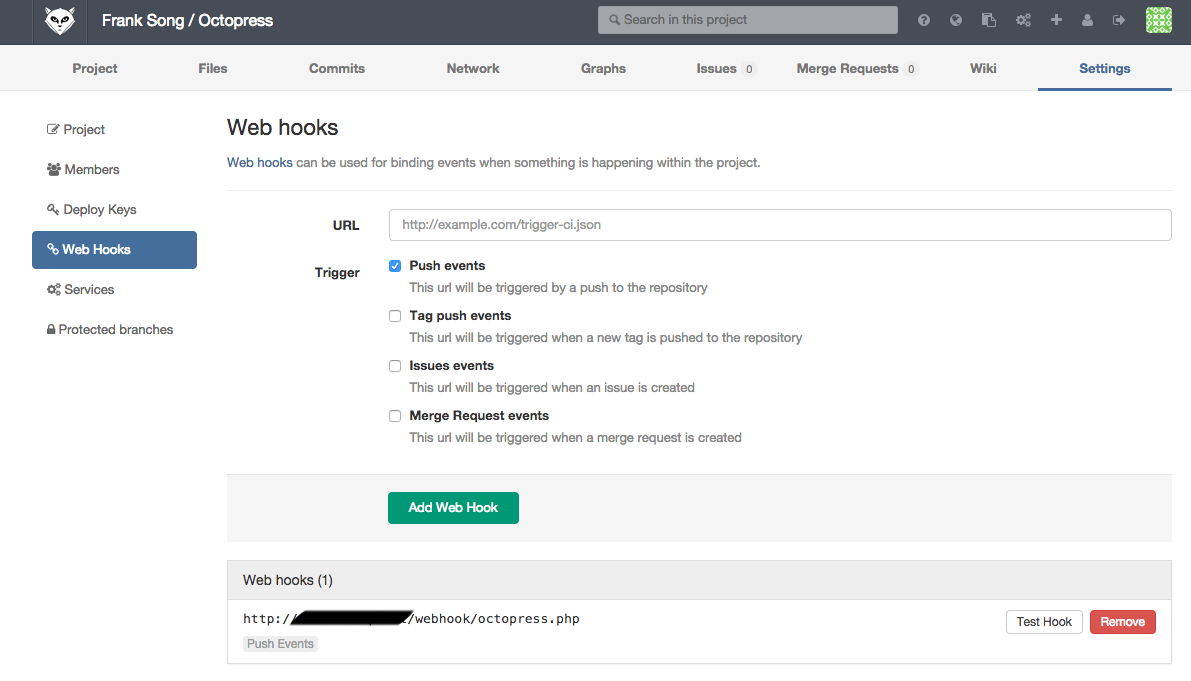 Frank Song / Octopress
Search in this project
Project Files Commits Network Graphs Issues 0 Merge Requests 0 Wiki Settings
Project
Members
Deploy Keys
Web Hooks
Services
Protected branches
Web hooks
Web hooks can be used for binding events when something is happening within the project.
URL http://example.com/trigger-ci.json
Trigger Push events
This url will be triggered by a push to the repository
Tag push events
This url will be triggered when a new tag is pushed to the repository
Issues events
This url will be triggered when an issue is created
Merge Request events
This url will be triggered when a merge request is created
Add Web Hook
Web hooks (1)
http:// /webhook/octopress.php Test Hook Remove
Push Events